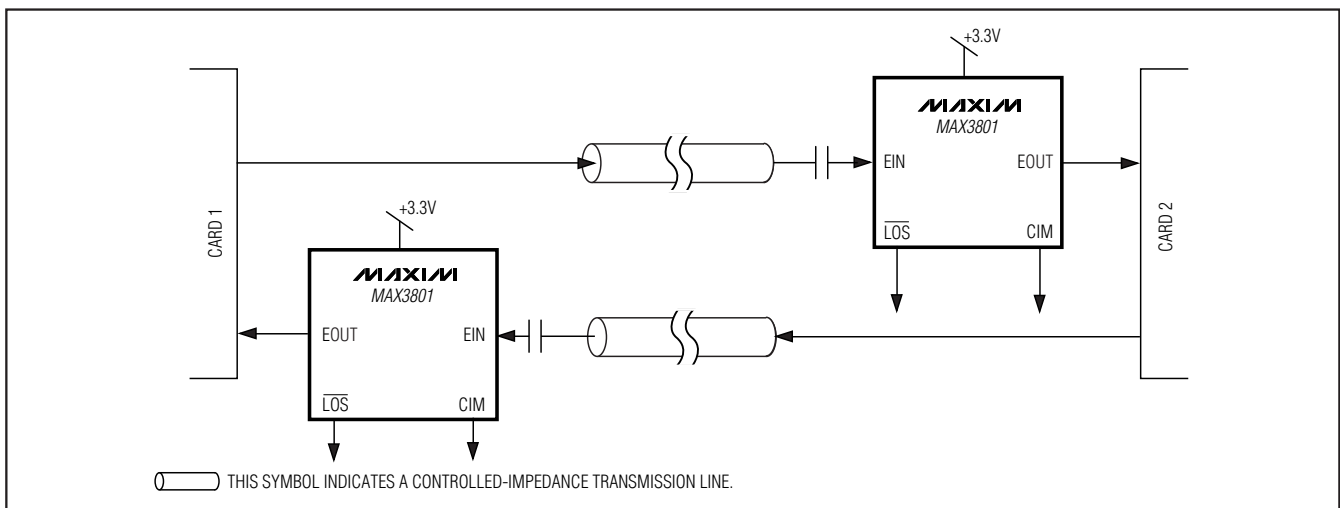 +3.3V
MAXIM
MAX3801
EIN EOUT
LOS CIM
CARD 1
CARD 2
+3.3V
MAXIM
MAX3801
EOUT EIN
LOS CIM
THIS SYMBOL INDICATES A CONTROLLED-IMPEDANCE TRANSMISSION LINE.